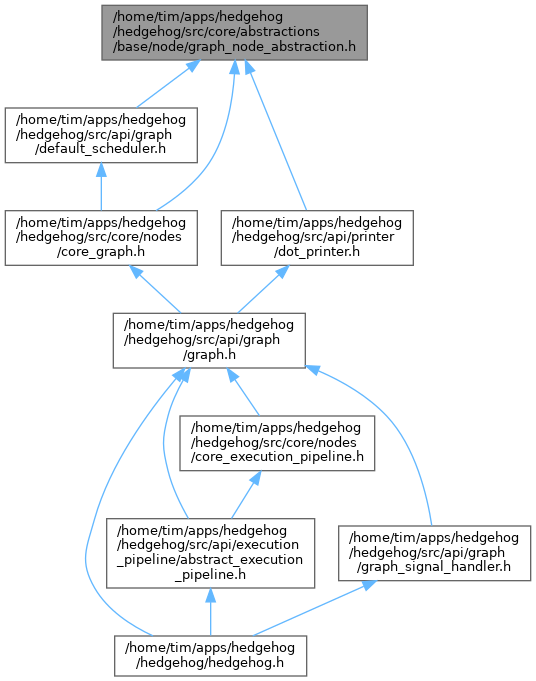 /home/tim/apps/hedgehog
/hedgehog/src/core/abstractions
/base/node/graph_node_abstraction.h
/home/tim/apps/hedgehog
/hedgehog/src/api/graph
/default_scheduler.h
/home/tim/apps/hedgehog
/hedgehog/src/core/nodes
/core_graph.h
/home/tim/apps/hedgehog
/hedgehog/src/api/printer
/dot_printer.h
/home/tim/apps/hedgehog
/hedgehog/src/api/graph
/graph.h
/home/tim/apps/hedgehog
/hedgehog/src/core/nodes
/core_execution_pipeline.h
/home/tim/apps/hedgehog
/hedgehog/src/api/execution
_pipeline/abstract_execution
_pipeline.h
/home/tim/apps/hedgehog
/hedgehog/src/api/graph
/graph_signal_handler.h
/home/tim/apps/hedgehog
/hedgehog/hedgehog.h